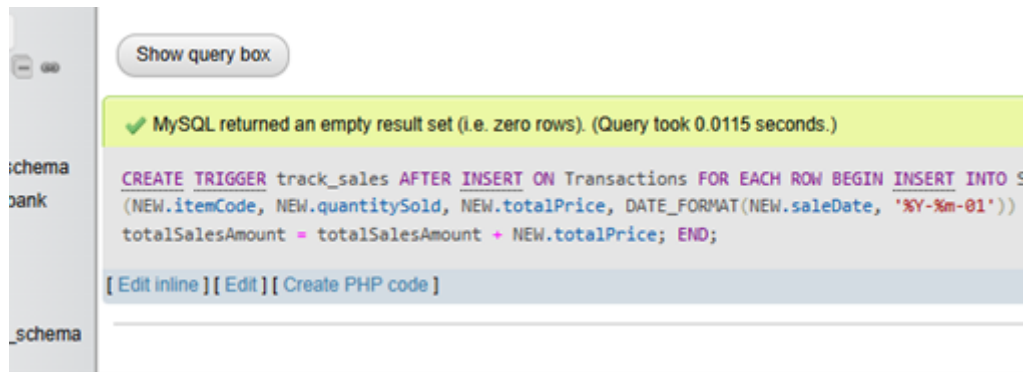 Show query box
MySQL returned an empty result set (i.e. zero rows). (Query took 0.0115 seconds.)
schema
bank
CREATE TRIGGER track_sales AFTER INSERT ON Transactions FOR EACH ROW BEGIN INSERT INTO S
(NEW.itemCode, NEW.quantitySold, NEW.totalPrice, DATE_FORMAT(NEW.saleDate, '%Y-%m-01'))
totalSalesAmount = totalSalesAmount + NEW.totalPrice; END;
[ Edit inline ] [ Edit ] [ Create PHP code ]
_schema